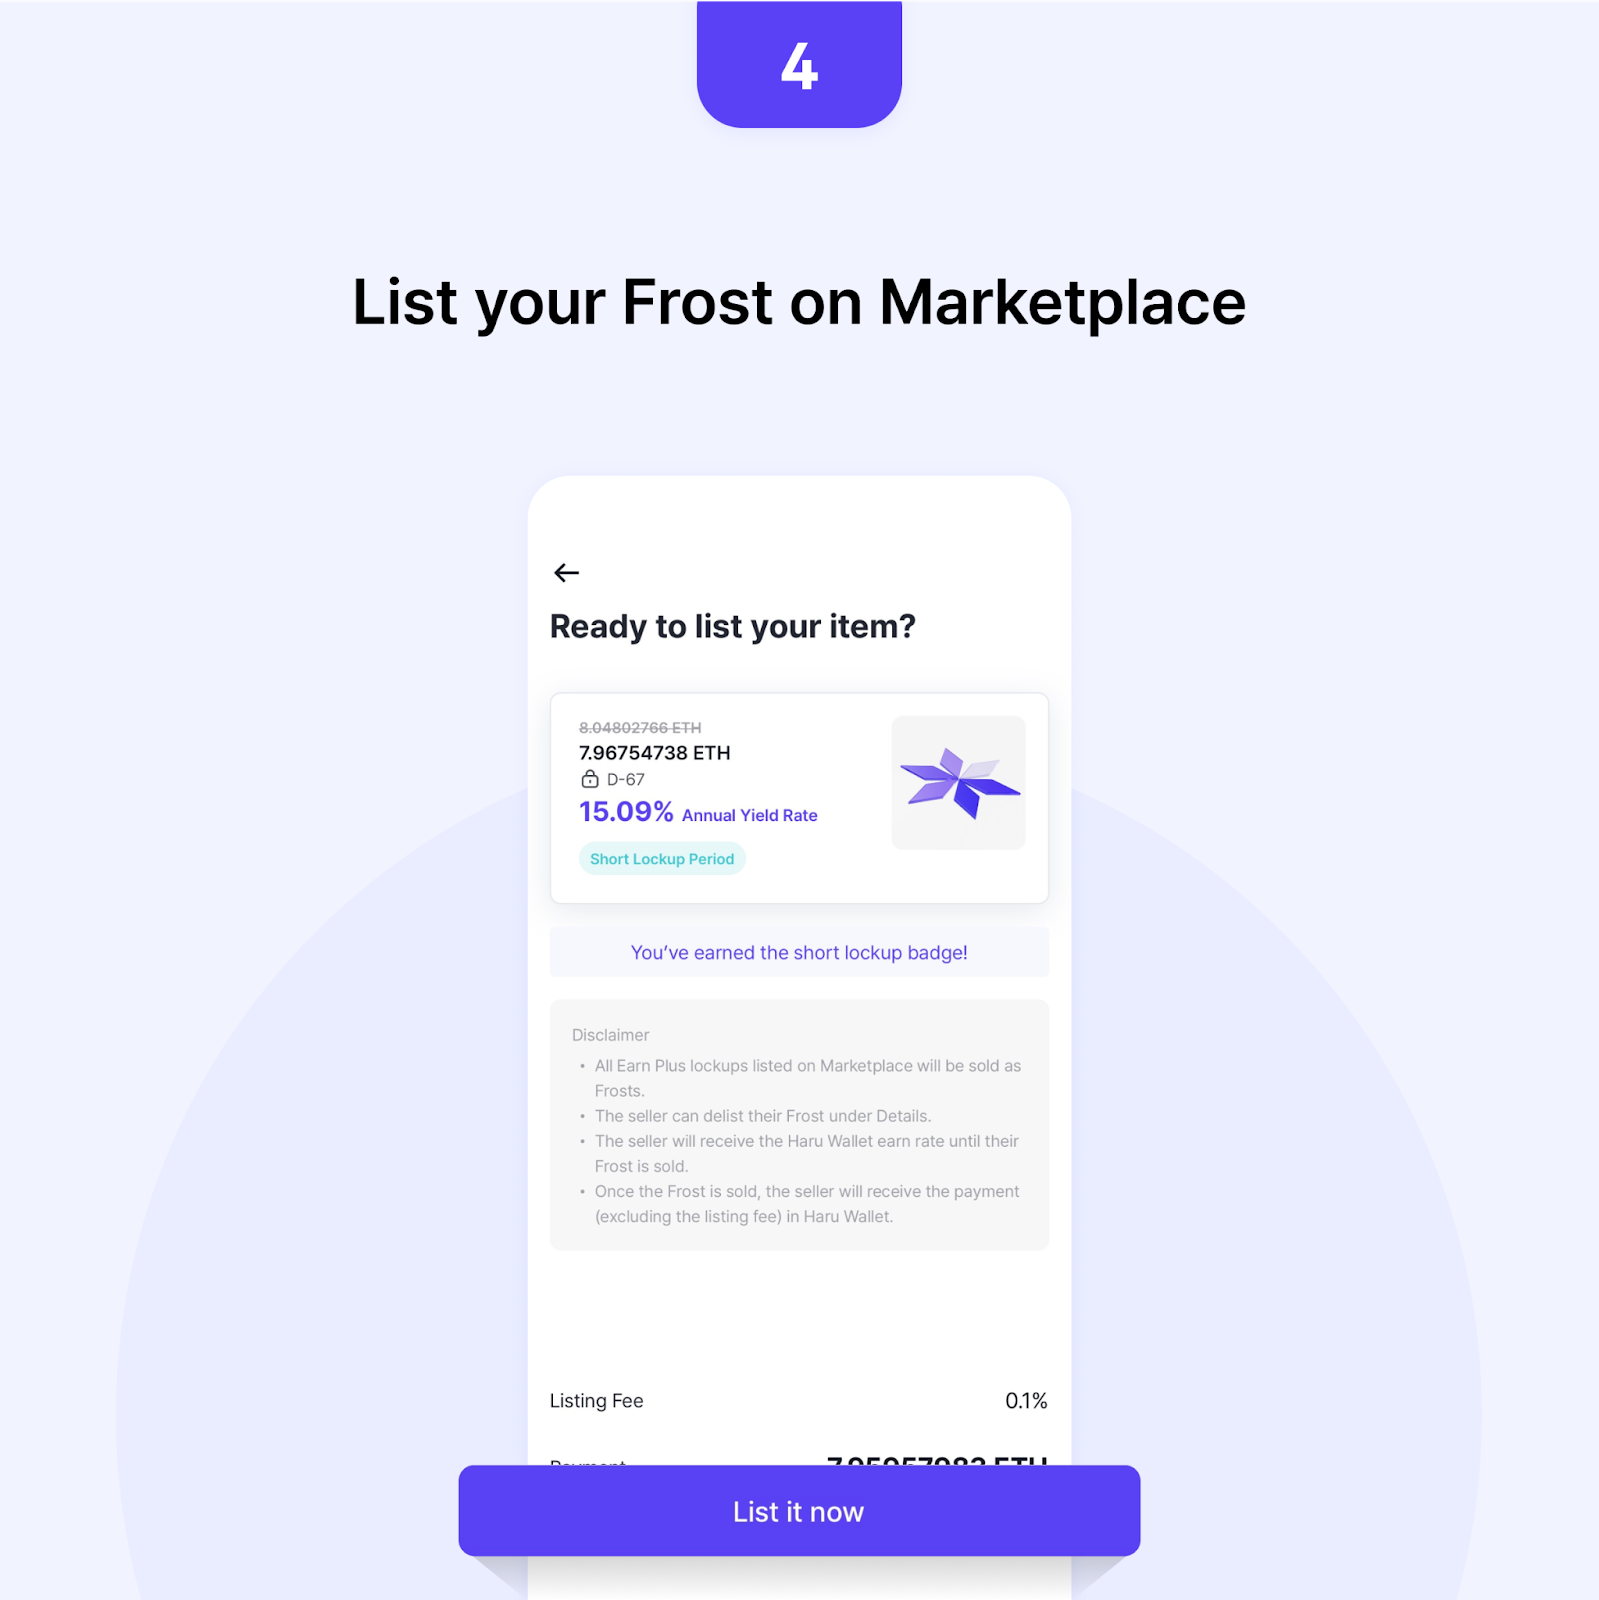 4
List your Frost on Marketplace
Ready to list your item?
8.04802766 ETH
7.96754738 ETH
D-67
15.09% Annual Yield Rate
Short Lockup Period
You’ve earned the short lockup badge!
Disclaimer
• All Earn Plus lockups listed on Marketplace will be sold as
Frosts.
• The seller can delist their Frost under Details.
• The seller will receive the Haru Wallet earn rate until their
Frost is sold.
• Once the Frost is sold, the seller will receive the payment
(excluding the listing fee) in Haru Wallet.
Listing Fee 0.1%
Payment ETH
List it now